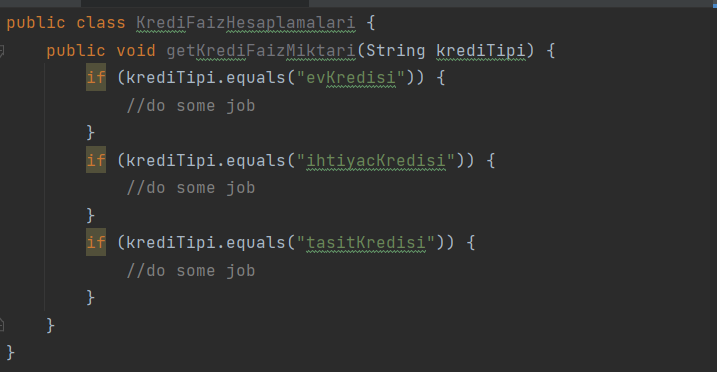 public class KrediFaizHesaplamalari {
public void getKrediFaizMiktari(String krediTipi) {
if (krediTipi.equals("evKredisi")) {
//do some job
}
if (krediTipi.equals("ihtiyacKredisi")) {
//do some job
}
if (krediTipi.equals("tasitKredisi")) {
//do some job
}
}
}